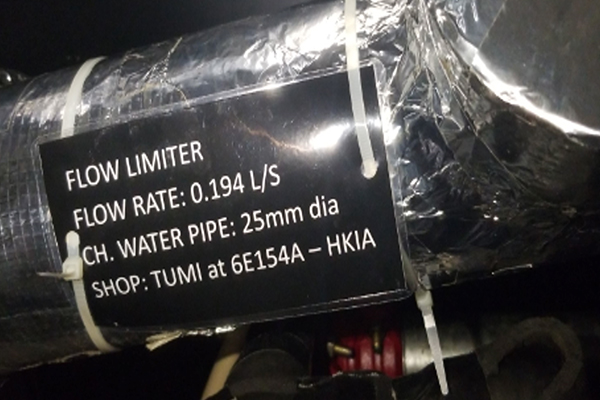 FLOW LIMITER
FLOW RATE: 0.194 L/S
CH. WATER PIPE: 25mm dia
SHOP: TUMI at 6E154A – HKIA